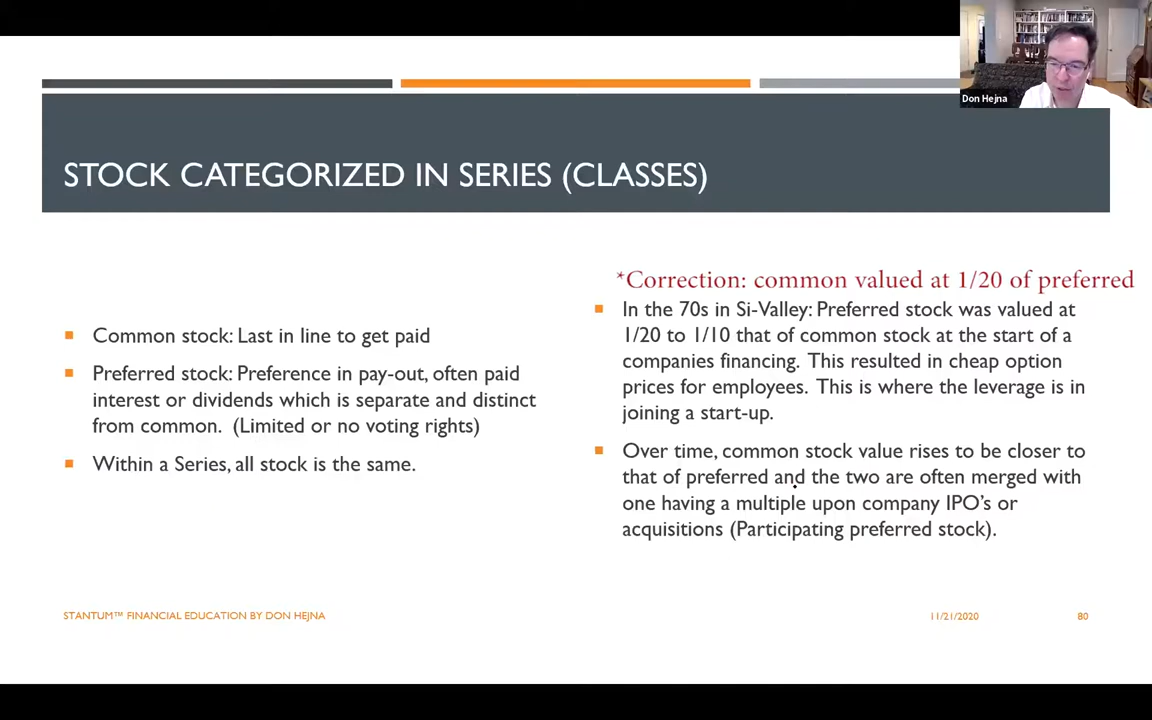 Don Hejna
STOCK CATEGORIZED IN SERIES (CLASSES)
Common stock: Last in line to get paid
Preferred stock: Preference in pay-out, often paid
interest or dividends which is separate and distinct
from common. (Limited or no voting rights)
Within a Series, all stock is the same.
*Correction: common valued at 1/20 of preferred
In the 70s in Si-Valley: Preferred stock was valued at
1/20 to 1/10 that of common stock at the start of a
companies financing. This resulted in cheap option
prices for employees. This is where the leverage is in
joining a start-up.
Over time, common stock value rises to be closer to
that of preferred and the two are often merged with
one having a multiple upon company IPO's or
acquisitions (Participating preferred stock).
STANTUM™ FINANCIAL EDUCATION BY DON HEJNA
11/21/2020
80